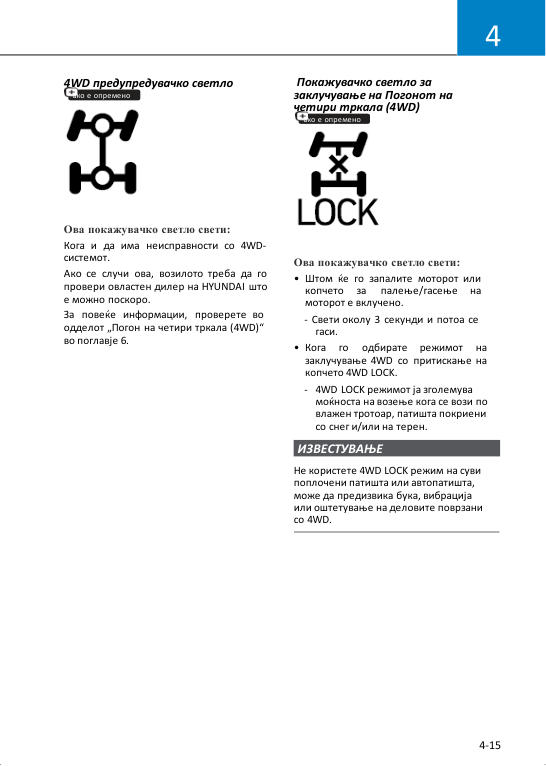 4
4WD предупредувачко светло
ако е опремено
Ова покажувачко светло свети:
Кога и да има неисправности со 4WD-
системот.
Ако се случи ова, возилото треба да го
провери овластен дилер на HYUNDAI што
е можно поскоро.
За повеќе информации, проверете во
одделот „Погон на четири тркала (4WD)“
во поглавје 6.
Покажувачко светло за
заклучување на Погонот на
четири тркала (4WD)
ако е опремено
LOCK
Ова покажувачко светло свети:
• Штом ќе го запалите моторот или
копчето за палење/гасење на
моторот е вклучено.
- Свети околу 3 секунди и потоа се
гаси.
• Кога го одбирате режимот на
заклучување 4WD со притискање на
копчето 4WD LOCK.
- 4WD LOCK режимот ја зголемува
моќноста на возење кога се вози по
влажен тротоар, патишта покриени
со снег и/или на терен.
ИЗВЕСТУВАЊЕ
Не користете 4WD LOCK режим на суви
поплочени патишта или автопатишта,
може да предизвика бука, вибрација
или оштетување на деловите поврзани
со 4WD.
4-15